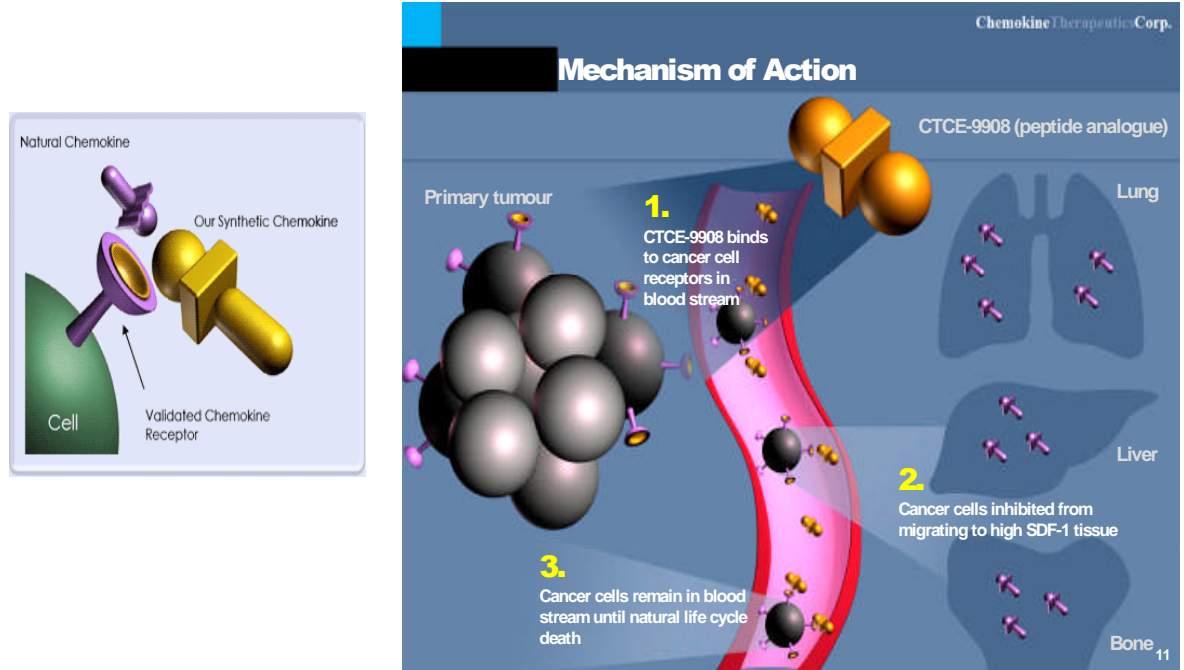 Natural Chemokine
Our Synthetic Chemokine
Cell
Validated Chemokine
Receptor
ChemokineTherapeuticsCorp.
Mechanism of Action
CTCE-9908 (peptide analogue)
Primary tumour
Lung
1.
CTCE-9908 binds
to cancer cell
receptors in
blood stream
Liver
2.
Cancer cells inhibited from
migrating to high SDF-1 tissue
3.
Cancer cells remain in blood
stream until natural life cycle
death
Bone
11